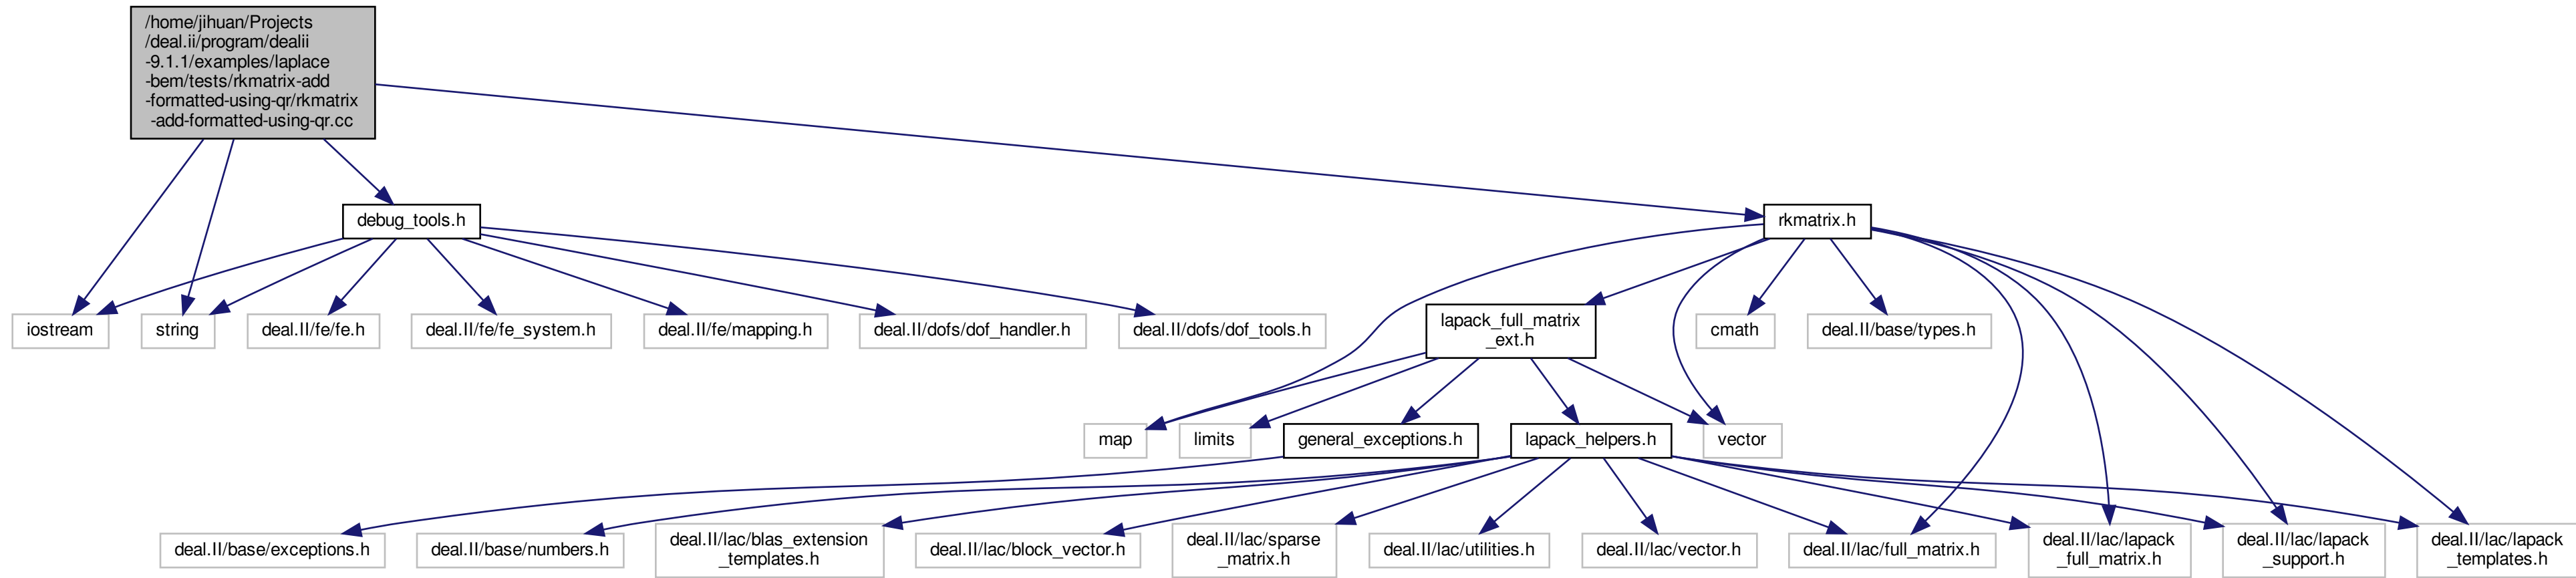 /home/jihuan/Projects
/deal.ii/program/dealii
-9.1.1/examples/laplace
-bem/tests/rkmatrix-add
-formatted-using-qr/rkmatrix
-add-formatted-using-qr.cc
debug_tools.h
rkmatrix.h
iostream
string
deal.II/fe/fe.h
deal.II/fe/fe_system.h
deal.II/fe/mapping.h
deal.II/dofs/dof_handler.h
deal.II/dofs/dof_tools.h
lapack_full_matrix
_ext.h
cmath
deal.II/base/types.h
map
limits
general_exceptions.h
lapack_helpers.h
vector
deal.II/base/exceptions.h
deal.II/base/numbers.h
deal.II/lac/blas_extension
_templates.h
deal.II/lac/block_vector.h
deal.II/lac/sparse
_matrix.h
deal.II/lac/utilities.h
deal.II/lac/vector.h
deal.II/lac/full_matrix.h
deal.II/lac/lapack
_full_matrix.h
deal.II/lac/lapack
_support.h
deal.II/lac/lapack
_templates.h